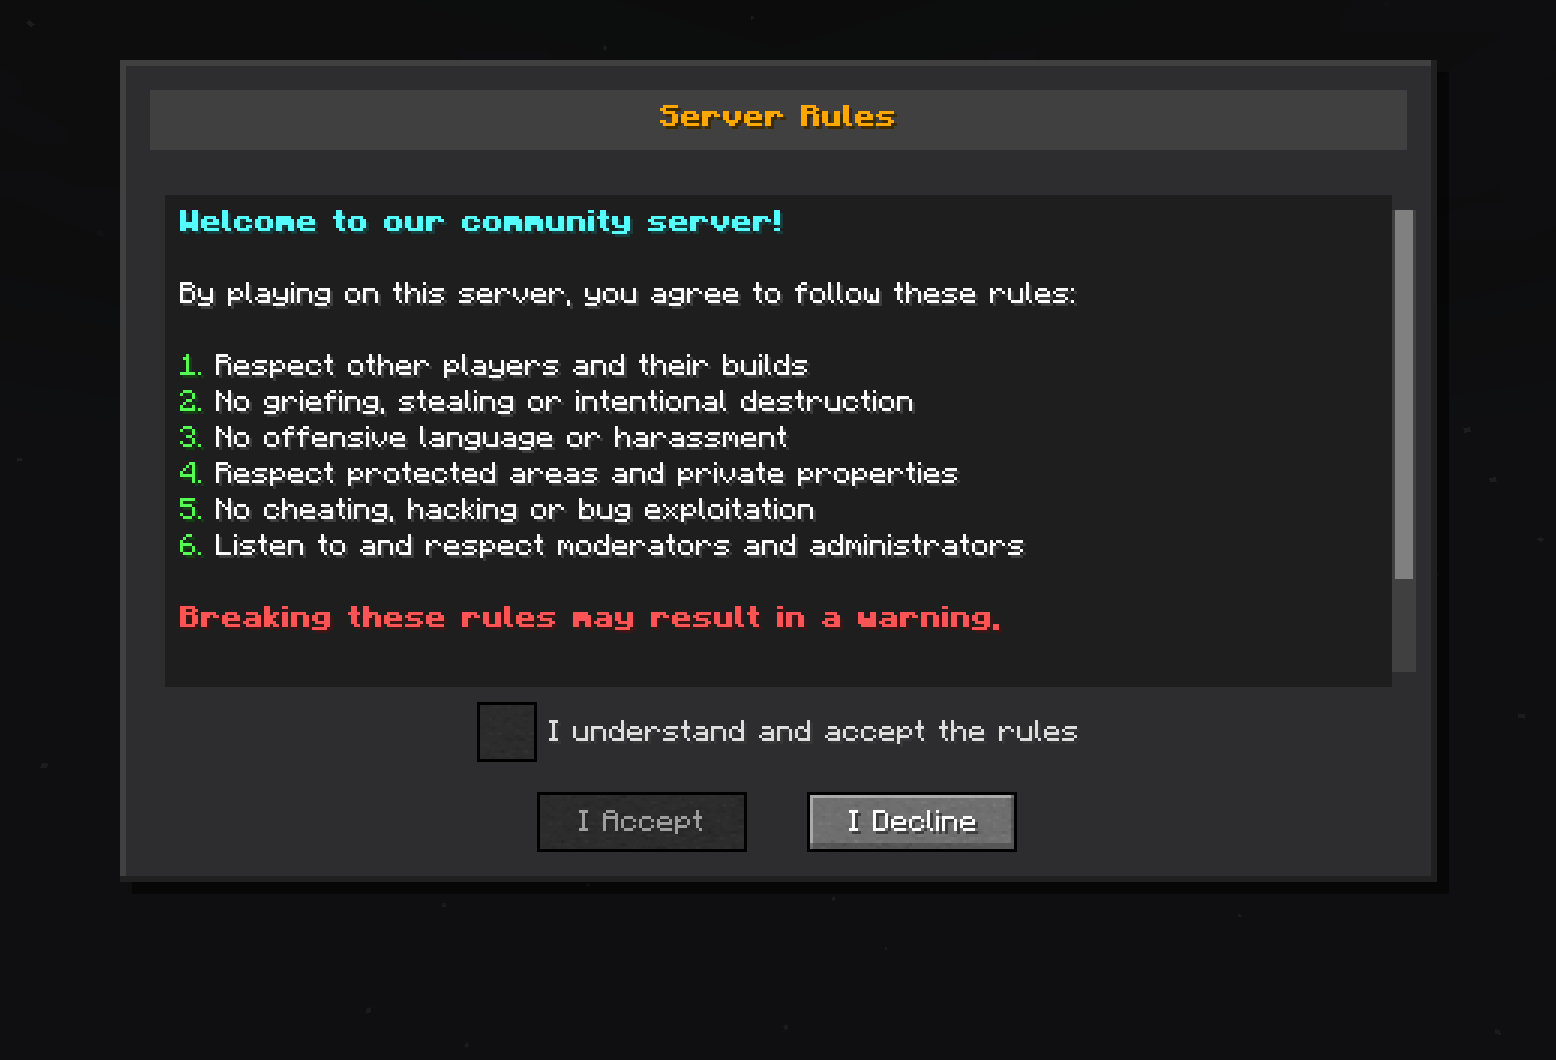 Server Rules
Welcome to our community server!
By playing on this server, you agree to follow these rules:
1. Respect other players and their builds
2. No griefing, stealing or intentional destruction
3. No offensive language or harassment
4. Respect protected areas and private properties
5. No cheating, hacking or bug exploitation
6. Listen to and respect moderators and administrators
Breaking these rules may result in a warning.
I understand and accept the rules
I Accept
I Decline